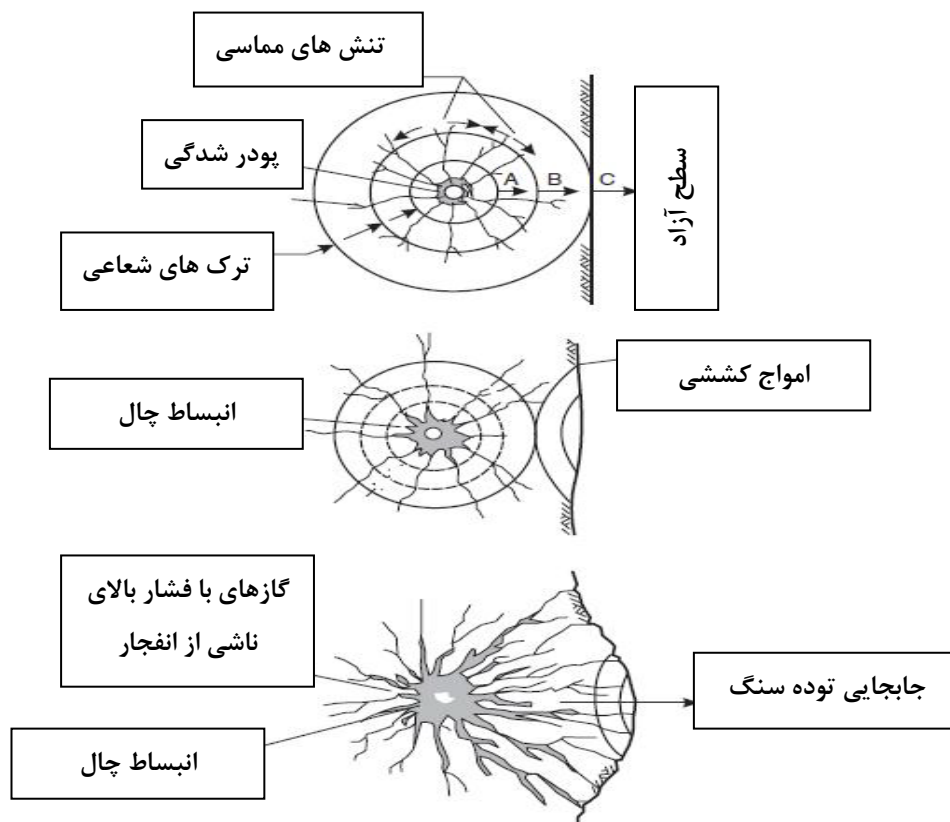 تنش های مماسی
پودر شدگی
ترک های شعاعی
A B C
سطح آزاد
امواج کششی
انبساط چال
گازهای با فشار بالای
ناشی از انفجار
جابجایی توده سنگ
انبساط چال